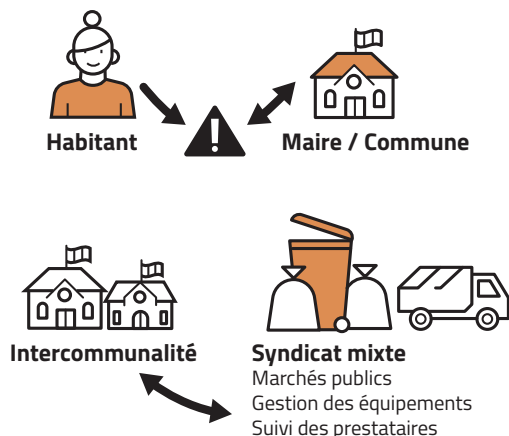 Habitant
Maire / Commune
Intercommunalité
Syndicat mixte
Marchés publics
Gestion des équipements
Suivi des prestataires